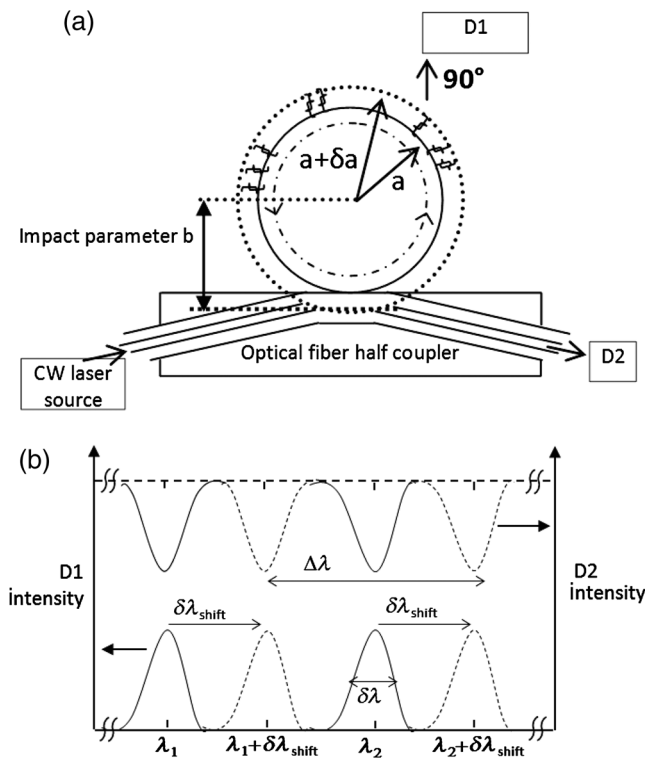 (a)
D1
90°
a+δa
a
Impact parameter b
Optical fiber half coupler
CW laser
source
D2
(b)
D1
intensity
D2
intensity
Δλ
δλshift
δλshift
δλ
λ1
λ1+δλshift
λ2
λ2+δλshift